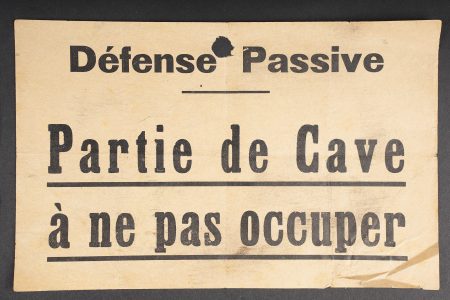 Défense Passive
Partie de Cave
à ne pas occuper